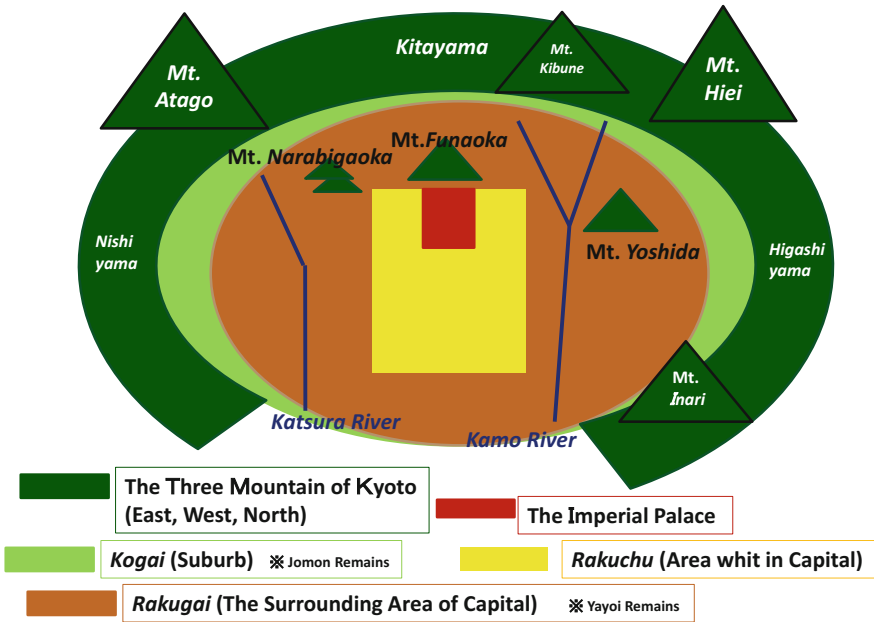 Kitayama
Mt.
Kibune
Mt.
Hiei
Mt.
Atago
Mt.Funaoka
Mt. Narabigaoka
Nishi
yama
Mt. Yoshida
Higashi
yama
Mt.
Inari
Katsura River
Kamo River
The Three Mountain of Kyoto
(East, West, North)
The Imperial Palace
Kogai (Suburb) ※ Jomon Remains
Rakuchu (Area whit in Capital)
Rakugai (The Surrounding Area of Capital) ※ Yayoi Remains